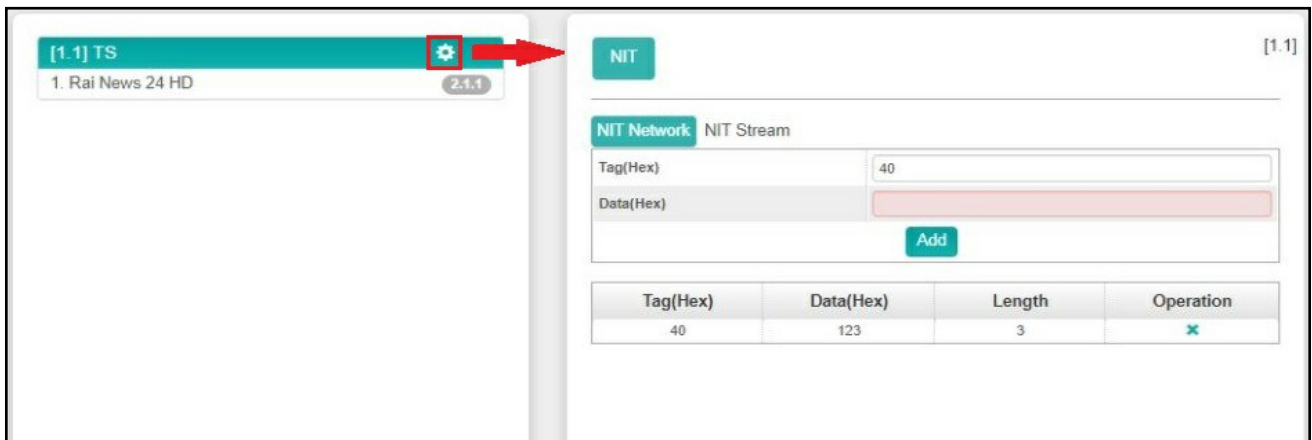 [1.1] TS
1. Rai News 24 HD
2.1.1
NIT
[1.1]
NIT Network NIT Stream
Tag(Hex) 40
Data(Hex)
Add
Tag(Hex) Data(Hex) Length Operation
40 123 3